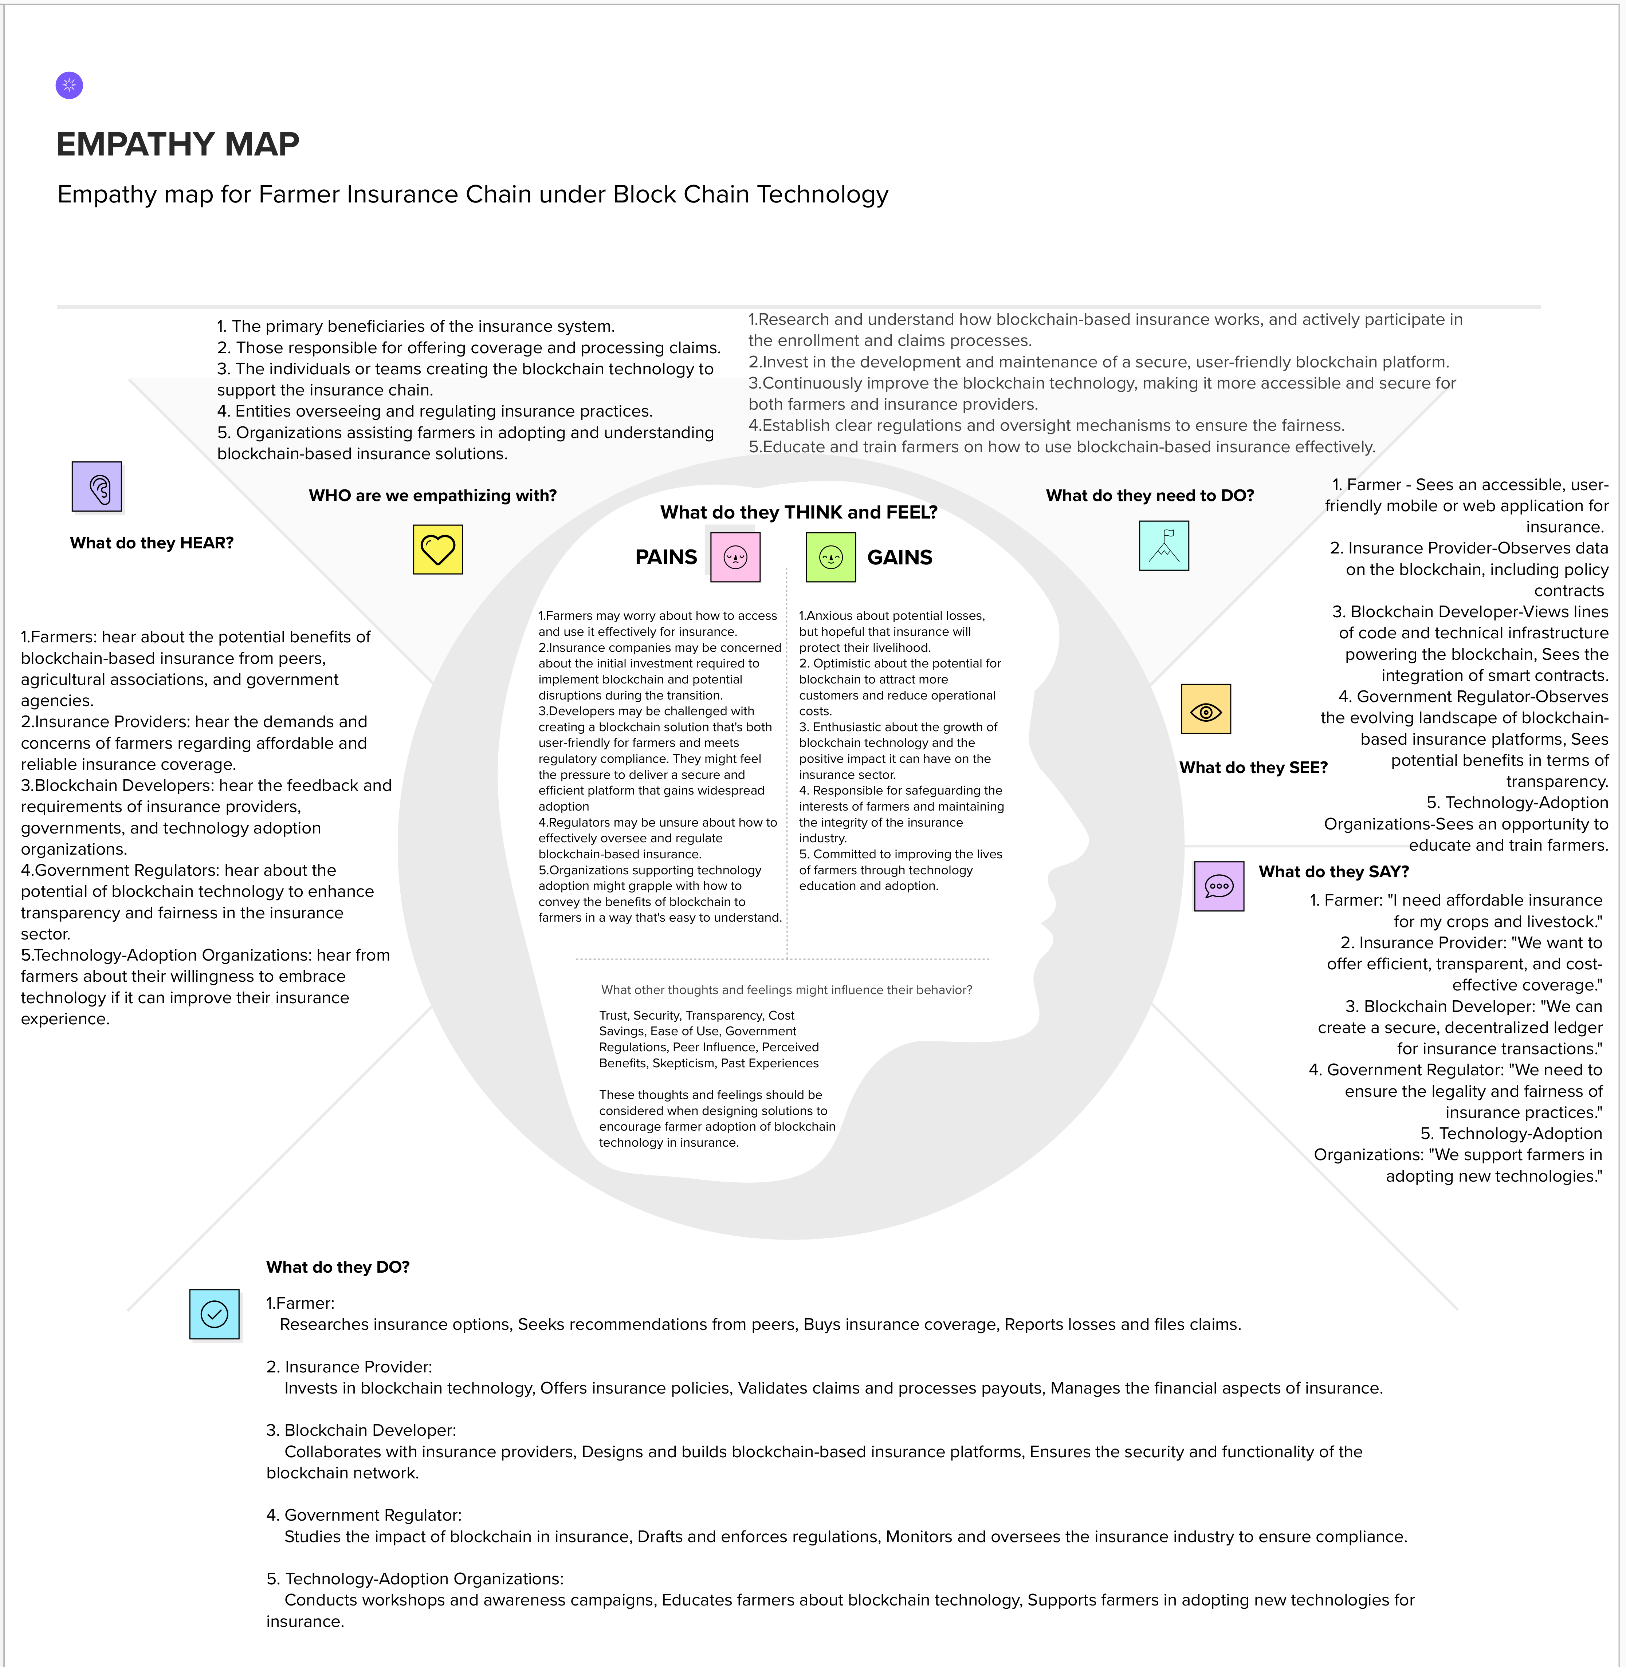 EMPATHY MAP
Empathy map for Farmer Insurance Chain under Block Chain Technology
1. The primary beneficiaries of the insurance system.
2. Those responsible for offering coverage and processing claims.
3. The individuals or teams creating the blockchain technology to
support the insurance chain.
4. Entities overseeing and regulating insurance practices.
5. Organizations assisting farmers in adopting and understanding
blockchain-based insurance solutions.
WHO are we empathizing with?
1.Research and understand how blockchain-based insurance works, and actively participate in
the enrollment and claims processes.
2.Invest in the development and maintenance of a secure, user-friendly blockchain platform.
3.Continuously improve the blockchain technology, making it more accessible and secure for
both farmers and insurance providers.
4.Establish clear regulations and oversight mechanisms to ensure the fairness.
5.Educate and train farmers on how to use blockchain-based insurance effectively.
What do they need to DO?
What do they HEAR?
1.Farmers: hear about the potential benefits of
blockchain-based insurance from peers,
agricultural associations, and government
agencies.
2.Insurance Providers: hear the demands and
concerns of farmers regarding affordable and
reliable insurance coverage.
3.Blockchain Developers: hear the feedback and
requirements of insurance providers,
governments, and technology adoption
organizations.
4.Government Regulators: hear about the
potential of blockchain technology to enhance
transparency and fairness in the insurance
sector.
5.Technology-Adoption Organizations: hear from
farmers about their willingness to embrace
technology if it can improve their insurance
experience.
What do they THINK and FEEL?
PAINS
GAINS
1.Farmers may worry about how to access
and use it effectively for insurance.
2.Insurance companies may be concerned
about the initial investment required to
implement blockchain and potential
disruptions during the transition.
3.Developers may be challenged with
creating a blockchain solution that's both
user-friendly for farmers and meets
regulatory compliance. They might feel
the pressure to deliver a secure and
efficient platform that gains widespread
adoption
4.Regulators may be unsure about how to
effectively oversee and regulate
blockchain-based insurance.
5.Organizations supporting technology
adoption might grapple with how to
convey the benefits of blockchain to
farmers in a way that's easy to understand.
1.Anxious about potential losses,
but hopeful that insurance will
protect their livelihood.
2. Optimistic about the potential for
blockchain to attract more
customers and reduce operational
costs.
3. Enthusiastic about the growth of
blockchain technology and the
positive impact it can have on the
insurance sector.
4. Responsible for safeguarding the
interests of farmers and maintaining
the integrity of the insurance
industry.
5. Committed to improving the lives
of farmers through technology
education and adoption.
What other thoughts and feelings might influence their behavior?
Trust, Security, Transparency, Cost
Savings, Ease of Use, Government
Regulations, Peer Influence, Perceived
Benefits, Skepticism, Past Experiences
These thoughts and feelings should be
considered when designing solutions to
encourage farmer adoption of blockchain
technology in insurance.
1. Farmer - Sees an accessible, user-
friendly mobile or web application for
insurance.
2. Insurance Provider-Observes data
on the blockchain, including policy
contracts
3. Blockchain Developer-Views lines
of code and technical infrastructure
powering the blockchain, Sees the
integration of smart contracts.
4. Government Regulator-Observes
the evolving landscape of blockchain-
based insurance platforms, Sees
potential benefits in terms of
transparency.
5. Technology-Adoption
Organizations-Sees an opportunity to
educate and train farmers.
What do they SEE?
What do they SAY?
1. Farmer: "I need affordable insurance
for my crops and livestock."
2. Insurance Provider: "We want to
offer efficient, transparent, and cost-
effective coverage."
3. Blockchain Developer: "We can
create a secure, decentralized ledger
for insurance transactions."
4. Government Regulator: "We need to
ensure the legality and fairness of
insurance practices."
5. Technology-Adoption
Organizations: "We support farmers in
adopting new technologies."
What do they DO?
1.Farmer:
Researches insurance options, Seeks recommendations from peers, Buys insurance coverage, Reports losses and files claims.
2. Insurance Provider:
Invests in blockchain technology, Offers insurance policies, Validates claims and processes payouts, Manages the financial aspects of insurance.
3. Blockchain Developer:
Collaborates with insurance providers, Designs and builds blockchain-based insurance platforms, Ensures the security and functionality of the
blockchain network.
4. Government Regulator:
Studies the impact of blockchain in insurance, Drafts and enforces regulations, Monitors and oversees the insurance industry to ensure compliance.
5. Technology-Adoption Organizations:
Conducts workshops and awareness campaigns, Educates farmers about blockchain technology, Supports farmers in adopting new technologies for
insurance.